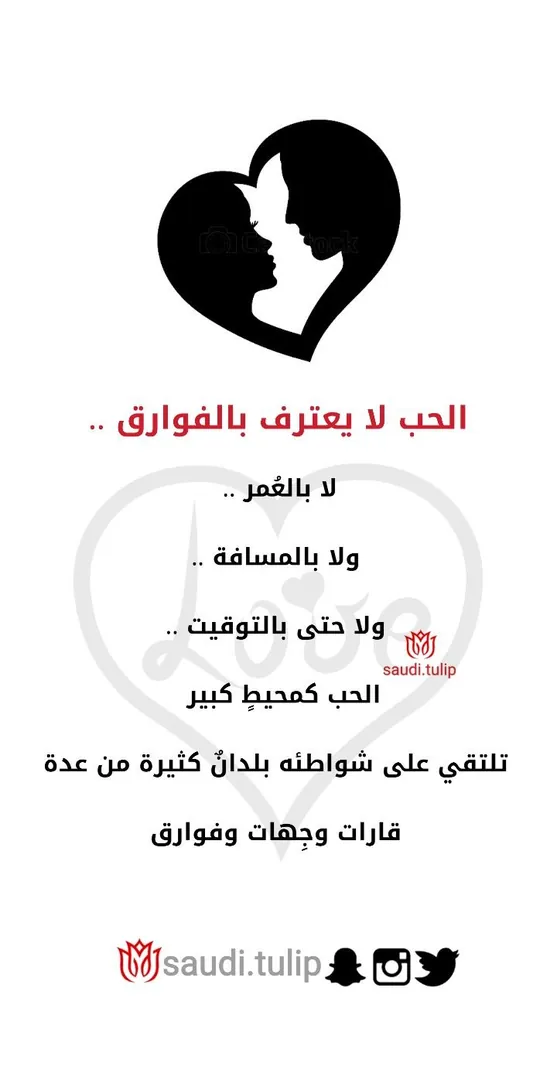 الحب لا يعترف بالفوارق ..
لا بالعُمر ..
ولا بالمسافة ..
ولا حتى بالتوقيت ..
Love
saudi.tulip
الحب كمحيطٍ كبير
تلتقي على شواطئه بلدانٌ كثيرة من عدة
قارات وجِهات وفوارق
saudi.tulip